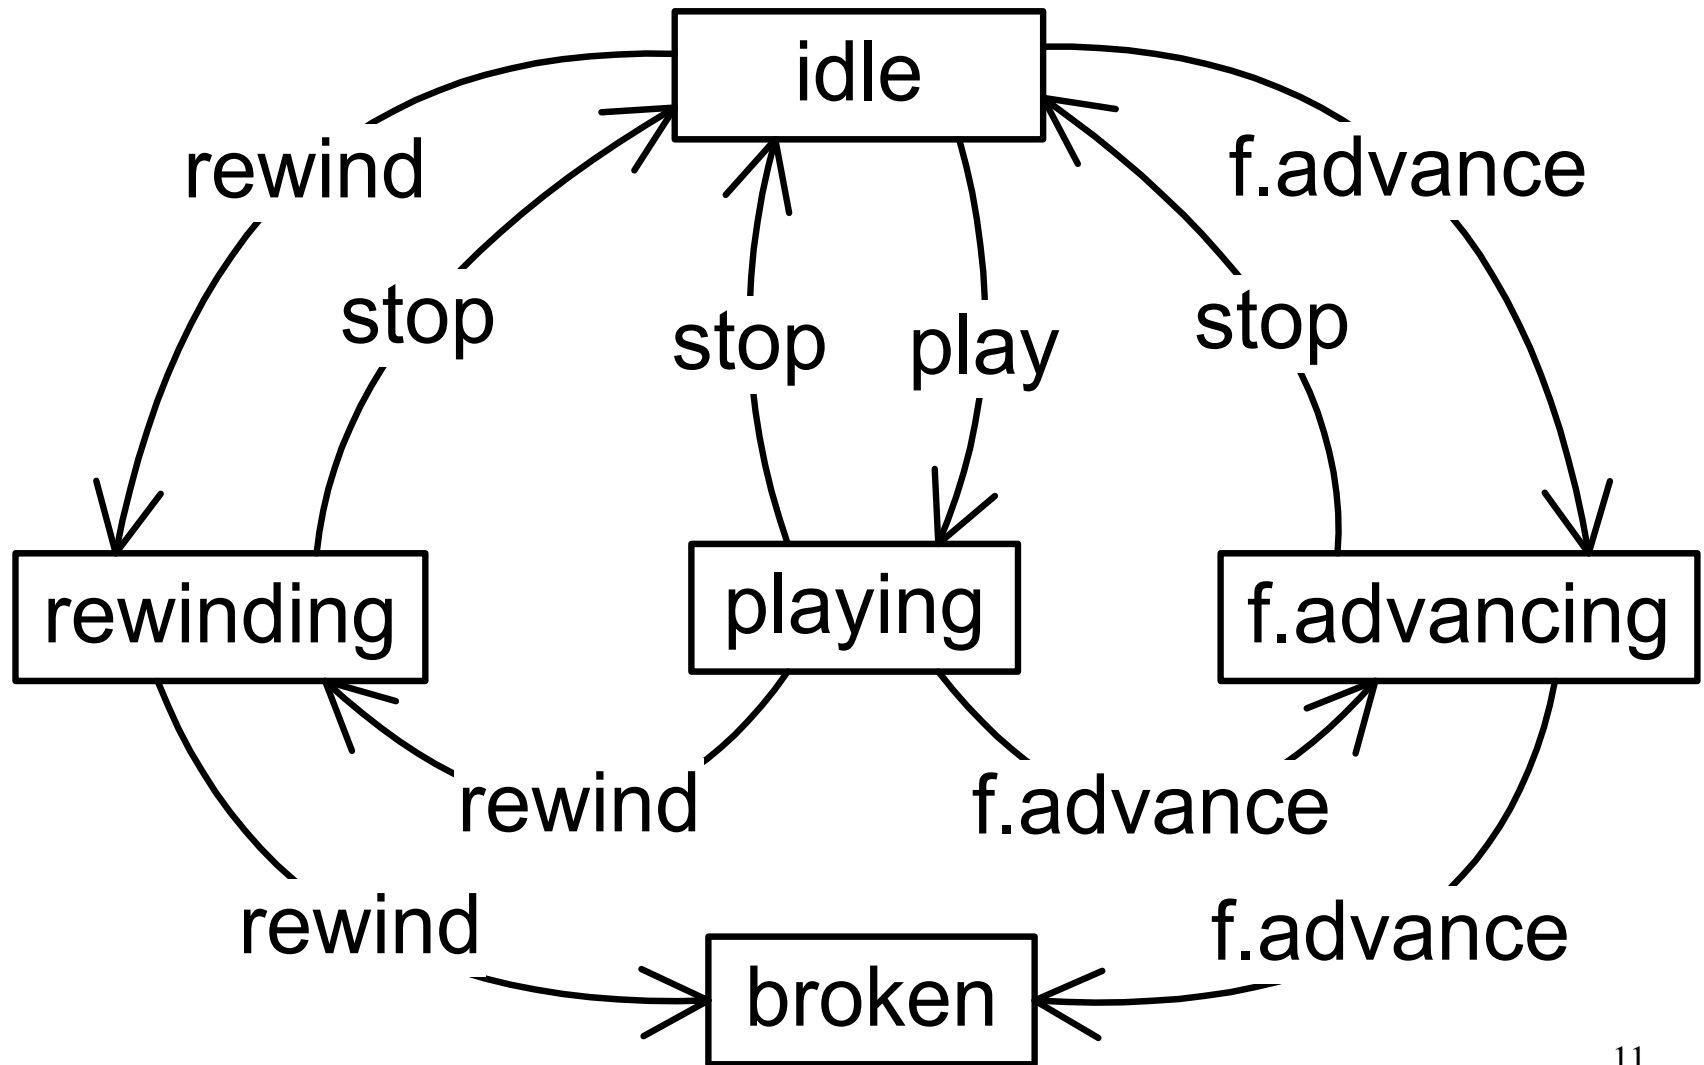 idle
rewind
f.advance
stop
stop
play
stop
rewinding
playing
f.advancing
rewind
f.advance
rewind
f.advance
broken
11